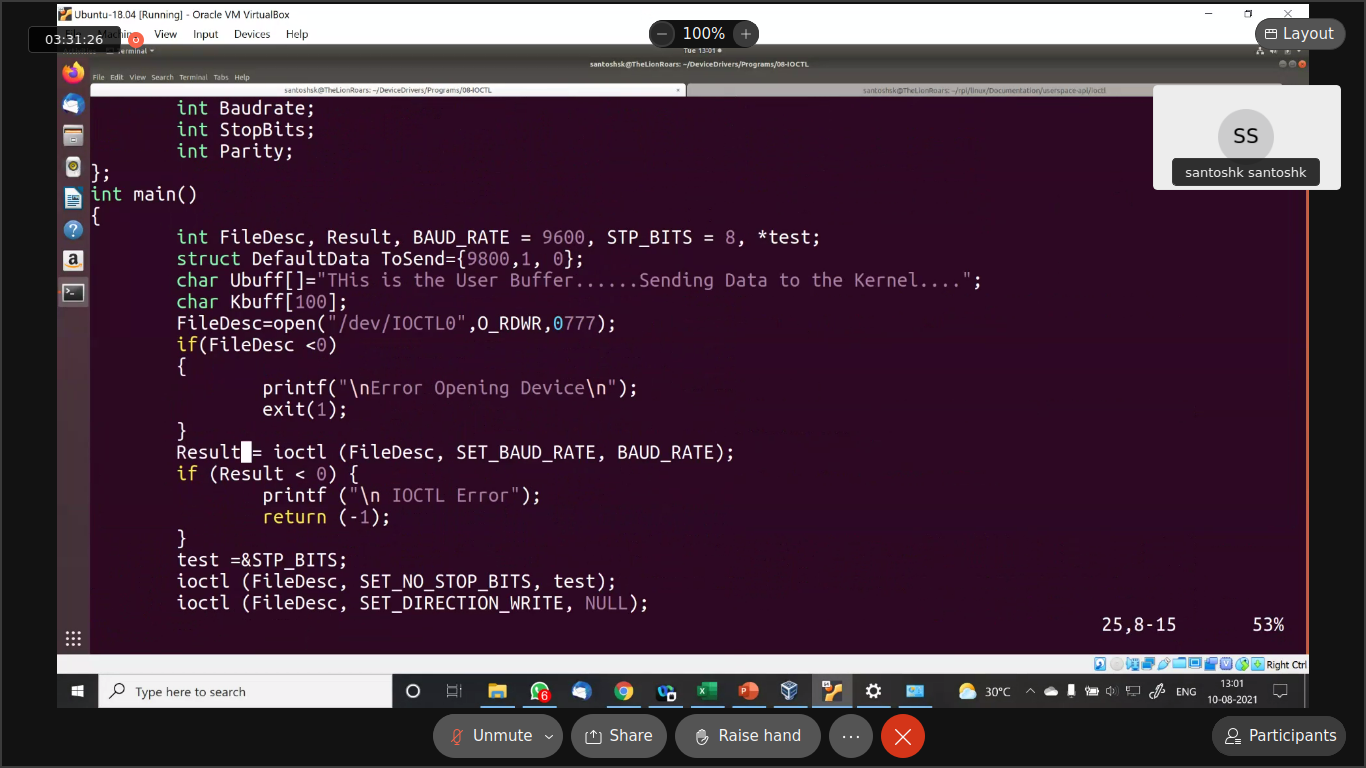 Ubuntu-18.04 [Running] - Oracle VM VirtualBox
03:31:26
Machine View Input Devices Help
100%
Layout
Terminal
Tue 13:01
santoshsk@TheLionRoars: ~/DeviceDrivers/Programs/08-IOCTL
File Edit View Search Terminal Tabs Help
santoshsk@TheLionRoars: ~/DeviceDrivers/Programs/08-IOCTL
santoshsk@TheLionRoars: ~/rpi/linux/Documentation/userspace-api/ioctl
SS
santoshk santoshk
int Baudrate;
int StopBits;
int Parity;
};
int main()
{
int FileDesc, Result, BAUD_RATE = 9600, STP_BITS = 8, *test;
struct DefaultData ToSend={9800,1, 0};
char Ubuff[]="THis is the User Buffer......Sending Data to the Kernel....";
char Kbuff[100];
FileDesc=open("/dev/IOCTL0",O_RDWR,0777);
if(FileDesc <0)
{
printf("\nError Opening Device\n");
exit(1);
}
Result = ioctl (FileDesc, SET_BAUD_RATE, BAUD_RATE);
if (Result < 0) {
printf ("\n IOCTL Error");
return (-1);
}
test =&STP_BITS;
ioctl (FileDesc, SET_NO_STOP_BITS, test);
ioctl (FileDesc, SET_DIRECTION_WRITE, NULL);
25,8-15 53%
Right Ctrl
Type here to search
6
30°C
ENG
13:01
10-08-2021
Unmute
Share
Raise hand
Participants